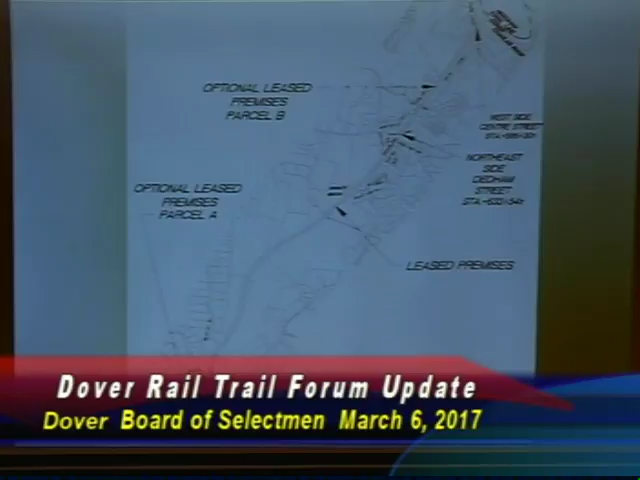 OPTIONAL LEASED
PREMISES
PARCEL B
WEST SIDE
CENTRE STREET
NORTHEAST
SIDE
DEDHAM
STREET
OPTIONAL LEASED
PREMISES
PARCEL A
LEASED PREMISES
Dover Rail Trail Forum Update
Dover Board of Selectmen March 6, 2017